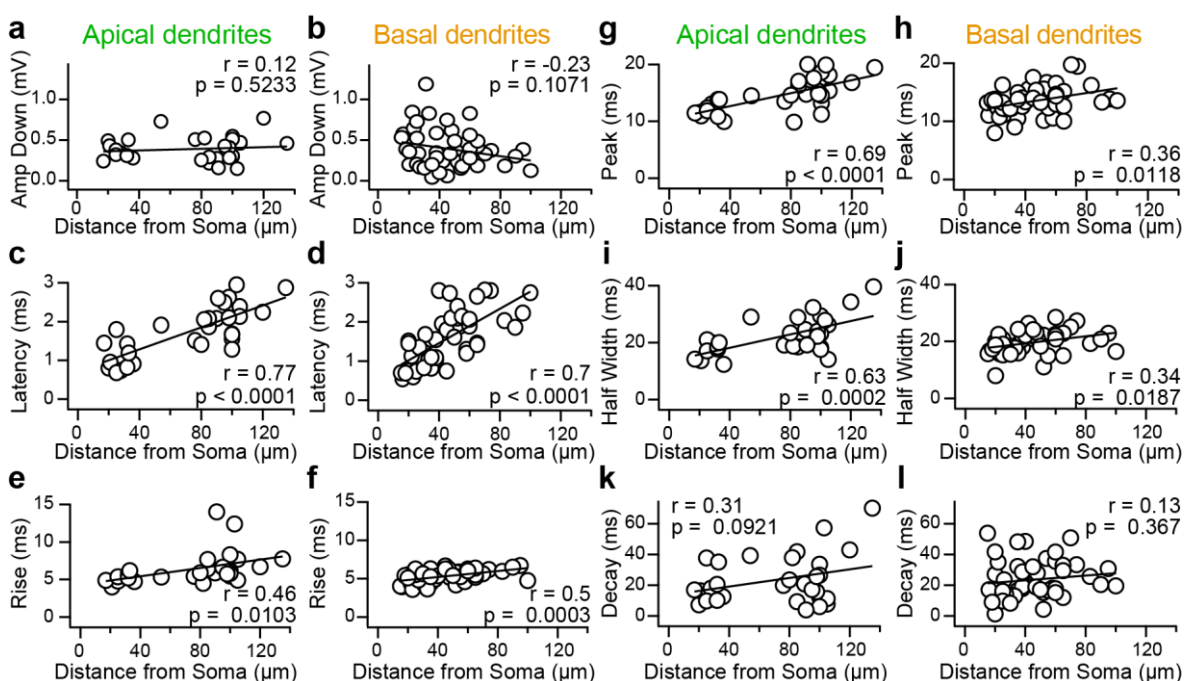 a
Apical dendrites
Amp Down (mV)
r = 0.12
p = 0.5233
1.0
0.5
0.0
0 40 80 120
Distance from Soma (µm)
b
Basal dendrites
Amp Down (mV)
r = -0.23
p = 0.1071
1.0
0.5
0.0
0 40 80 120
Distance from Soma (µm)
g
Apical dendrites
Peak (ms)
20
10
0
r = 0.69
p < 0.0001
0 40 80 120
Distance from Soma (µm)
h
Basal dendrites
Peak (ms)
20
10
0
r = 0.36
p = 0.0118
0 40 80 120
Distance from Soma (µm)
c
Latency (ms)
3
2
1
0
r = 0.77
p < 0.0001
0 40 80 120
Distance from Soma (µm)
d
Latency (ms)
3
2
1
0
r = 0.7
p < 0.0001
0 40 80 120
Distance from Soma (µm)
i
Half Width (ms)
40
20
0
r = 0.63
p = 0.0002
0 40 80 120
Distance from Soma (µm)
j
Half Width (ms)
40
20
0
r = 0.34
p = 0.0187
0 40 80 120
Distance from Soma (µm)
e
Rise (ms)
15
10
5
0
r = 0.46
p = 0.0103
0 40 80 120
Distance from Soma (µm)
f
Rise (ms)
15
10
5
0
r = 0.5
p = 0.0003
0 40 80 120
Distance from Soma (µm)
k
Decay (ms)
r = 0.31
p = 0.0921
60
40
20
0
0 40 80 120
Distance from Soma (µm)
l
Decay (ms)
r = 0.13
p = 0.367
60
40
20
0
0 40 80 120
Distance from Soma (µm)